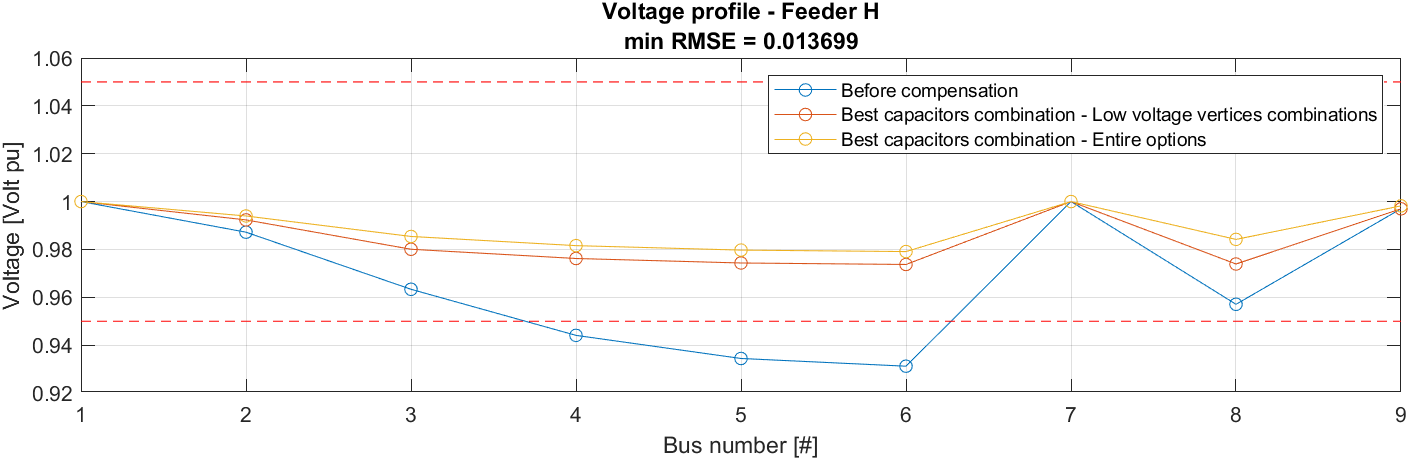 Voltage profile - Feeder H
min RMSE = 0.013699
1.06
1.04
1.02
1
0.98
0.96
0.94
0.92
Voltage [Volt pu]
Before compensation
Best capacitors combination - Low voltage vertices combinations
Best capacitors combination - Entire options
1 2 3 4 5 6 7 8 9
Bus number [#]